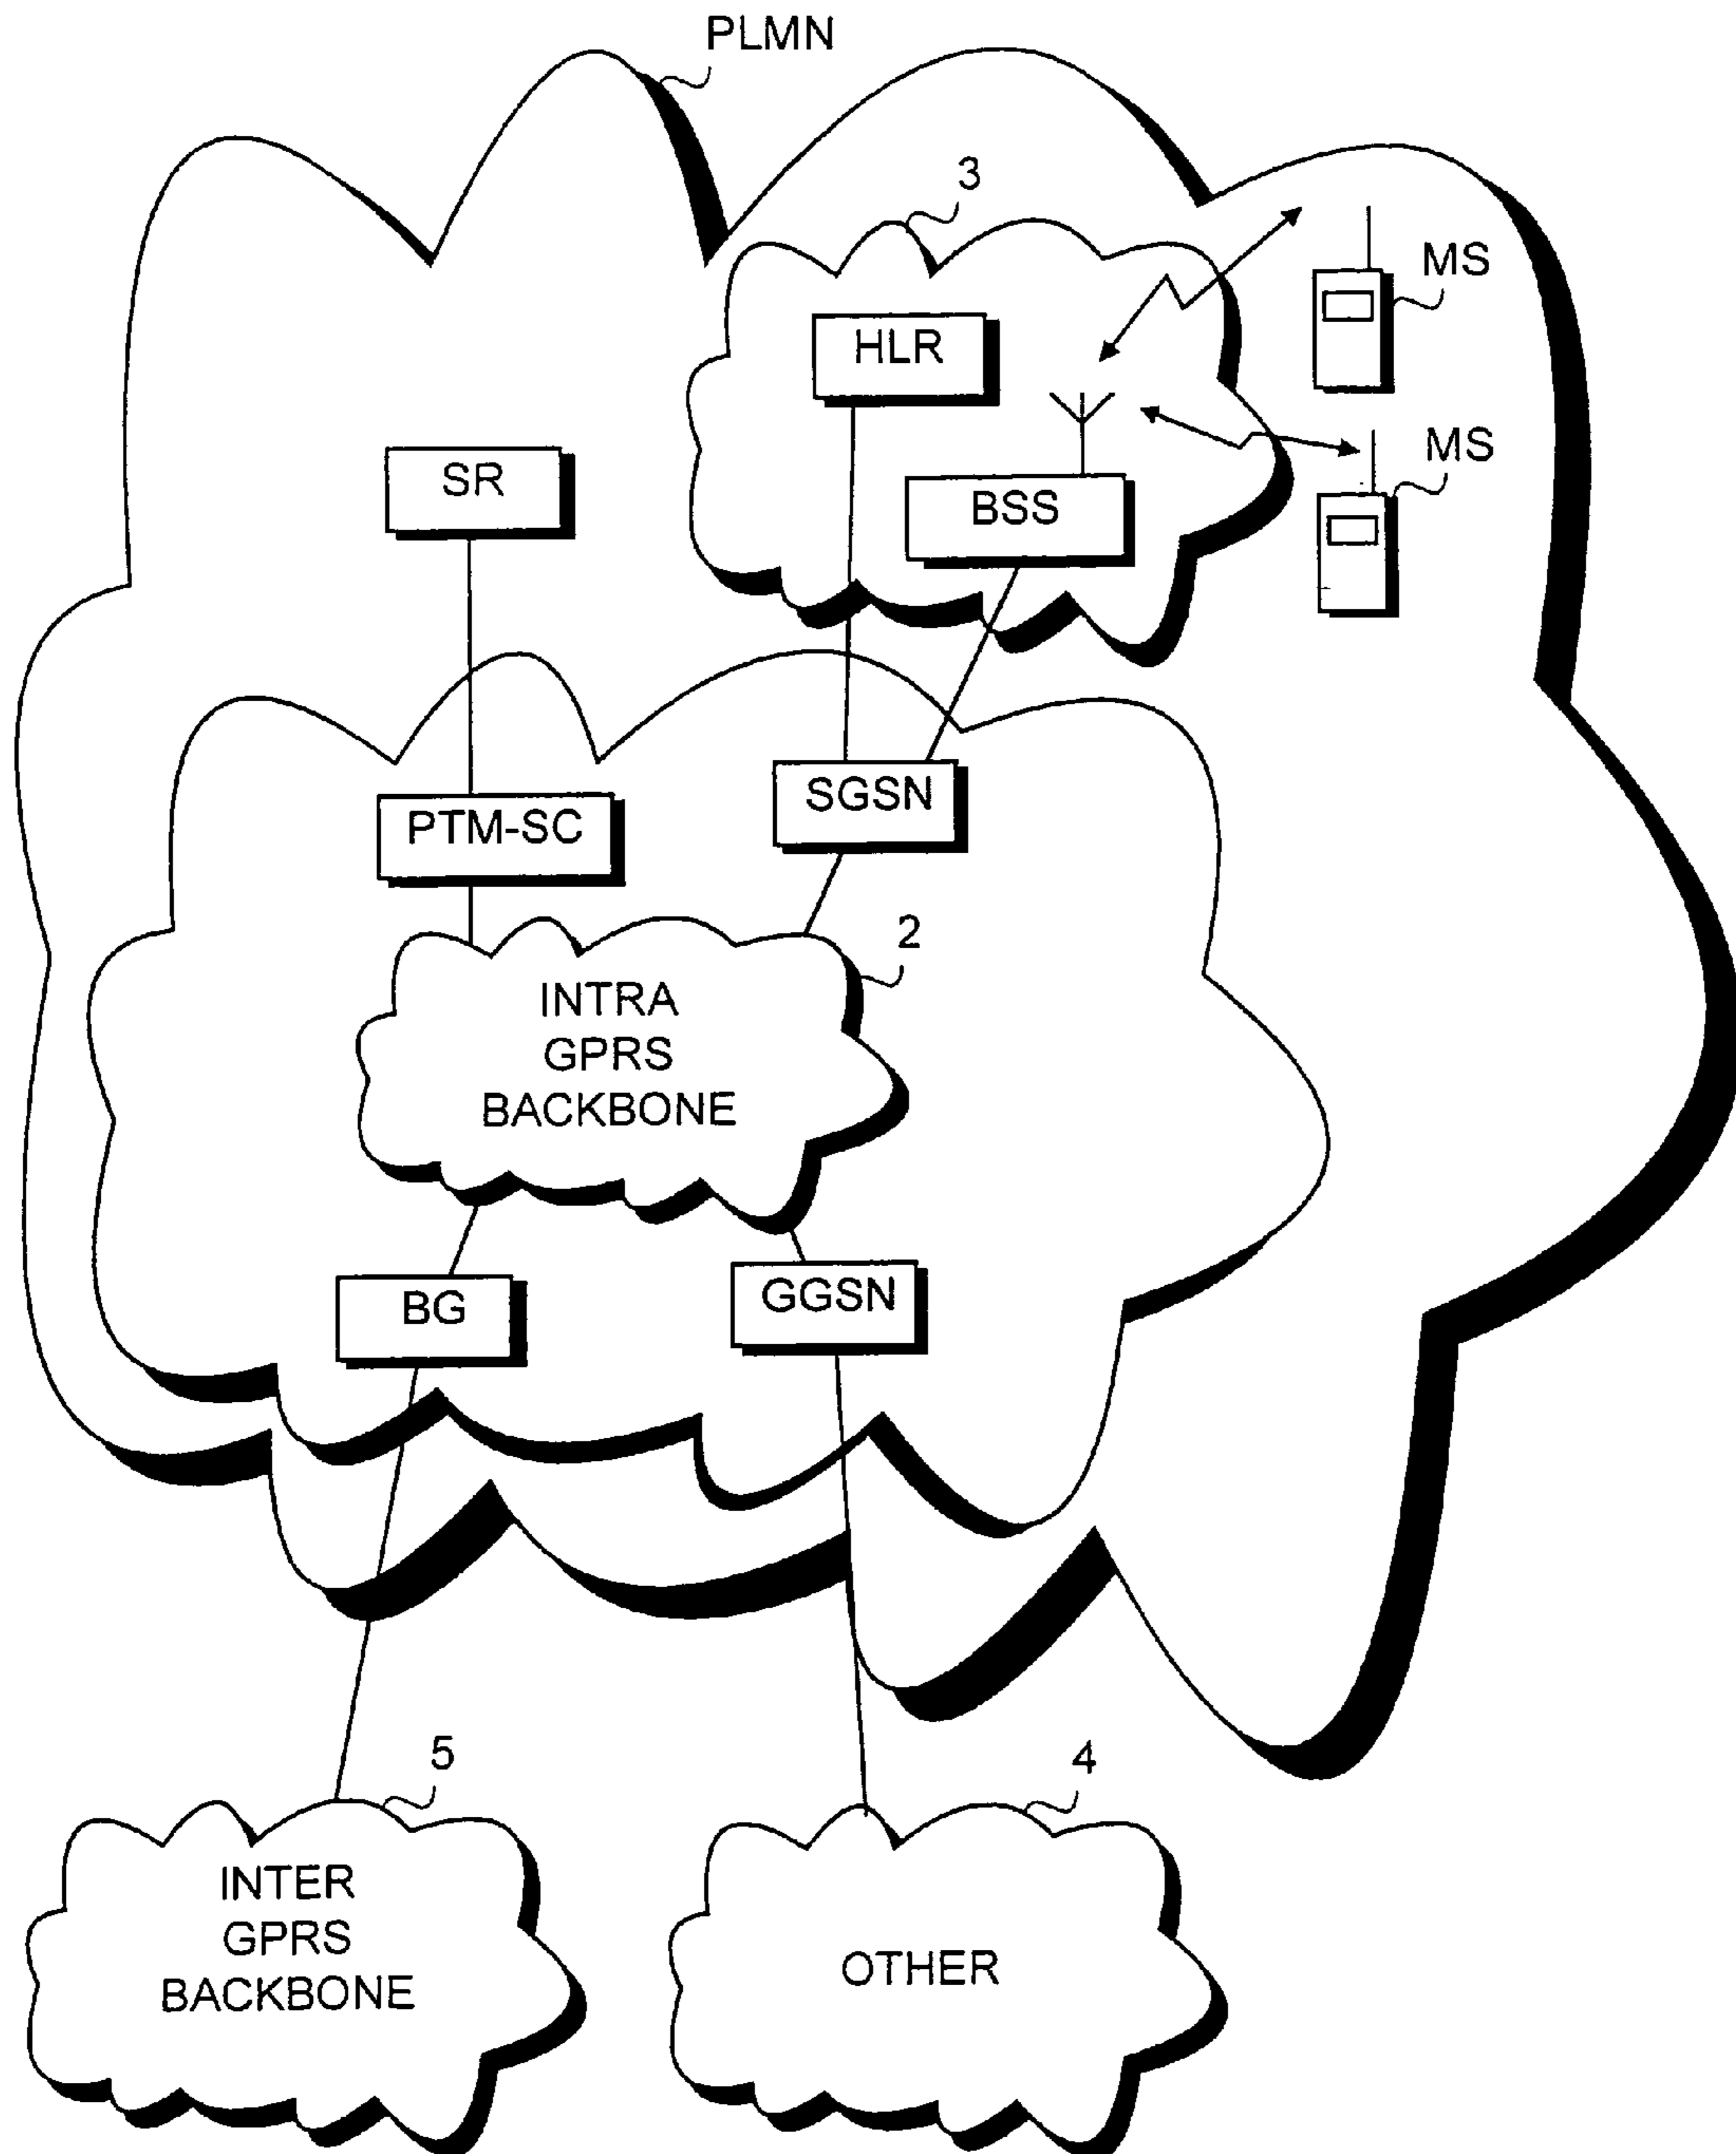 PLMN
3
MS
HLR
MS
SR
BSS
SGSN
PTM-SC
2
INTRA
GPRS
BACKBONE
BG
GGSN
5
4
INTER
GPRS
BACKBONE
OTHER